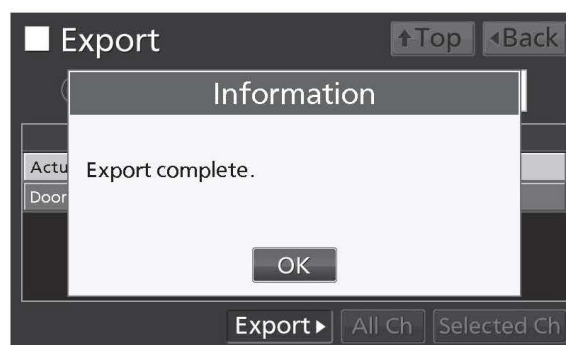 Export
↑Top
◂Back
Information
Actu
Export complete.
Door
OK
Export▸
All Ch
Selected Ch